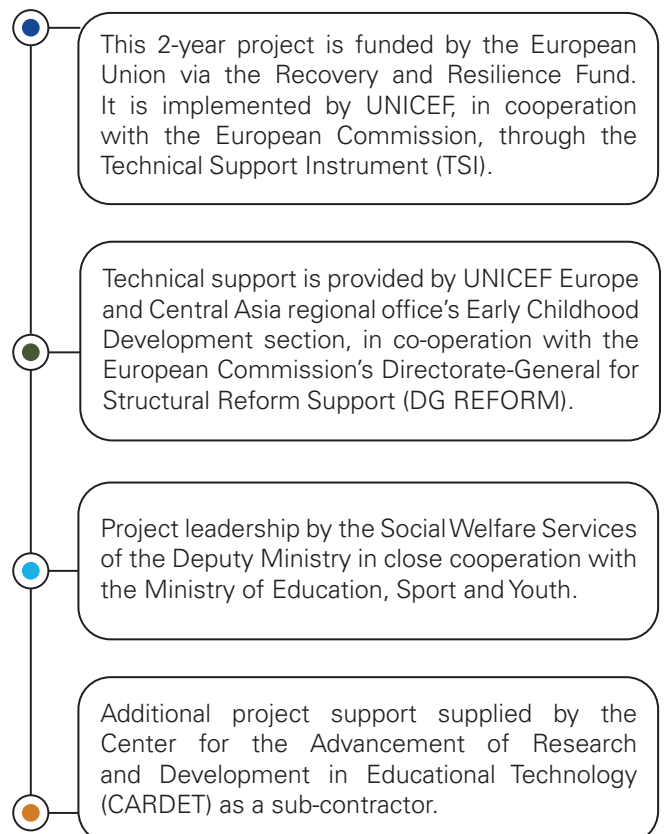 This 2-year project is funded by the European
Union via the Recovery and Resilience Fund.
It is implemented by UNICEF, in cooperation
with the European Commission, through the
Technical Support Instrument (TSI).
Technical support is provided by UNICEF Europe
and Central Asia regional office's Early Childhood
Development section, in co-operation with the
European Commission's Directorate-General for
Structural Reform Support (DG REFORM).
Project leadership by the Social Welfare Services
of the Deputy Ministry in close cooperation with
the Ministry of Education, Sport and Youth.
Additional project support supplied by the
Center for the Advancement of Research
and Development in Educational Technology
(CARDET) as a sub-contractor.